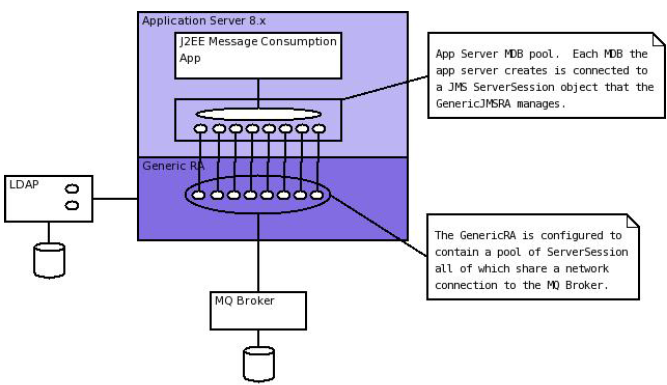 Application Server 8.x
J2EE Message Consumption
App
App Server MDB pool. Each MDB the
app server creates is connected to
a JMS ServerSession object that the
GenericJMSRA manages.
Generic RA
LDAP
The GenericRA is configured to
contain a pool of ServerSession
all of which share a network
connection to the MQ Broker.
MQ Broker